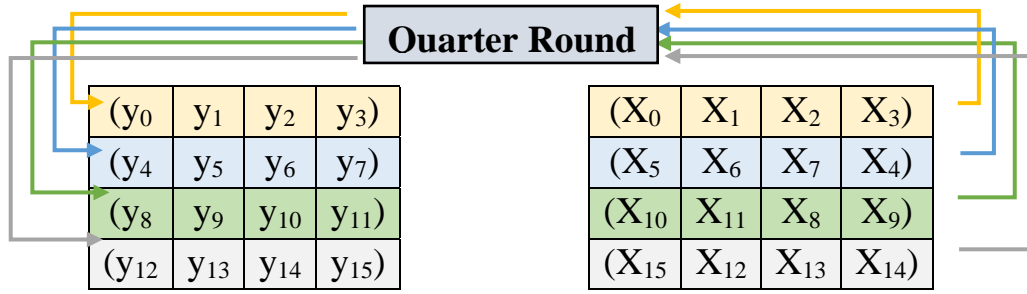 Ouarter Round
(y₀ y₁ y₂ y₃) (X₀ X₁ X₂ X₃)
(y₄ y₅ y₆ y₇) (X₅ X₆ X₇ X₄)
(y₈ y₉ y₁₀ y₁₁) (X₁₀ X₁₁ X₈ X₉)
(y₁₂ y₁₃ y₁₄ y₁₅) (X₁₅ X₁₂ X₁₃ X₁₄)